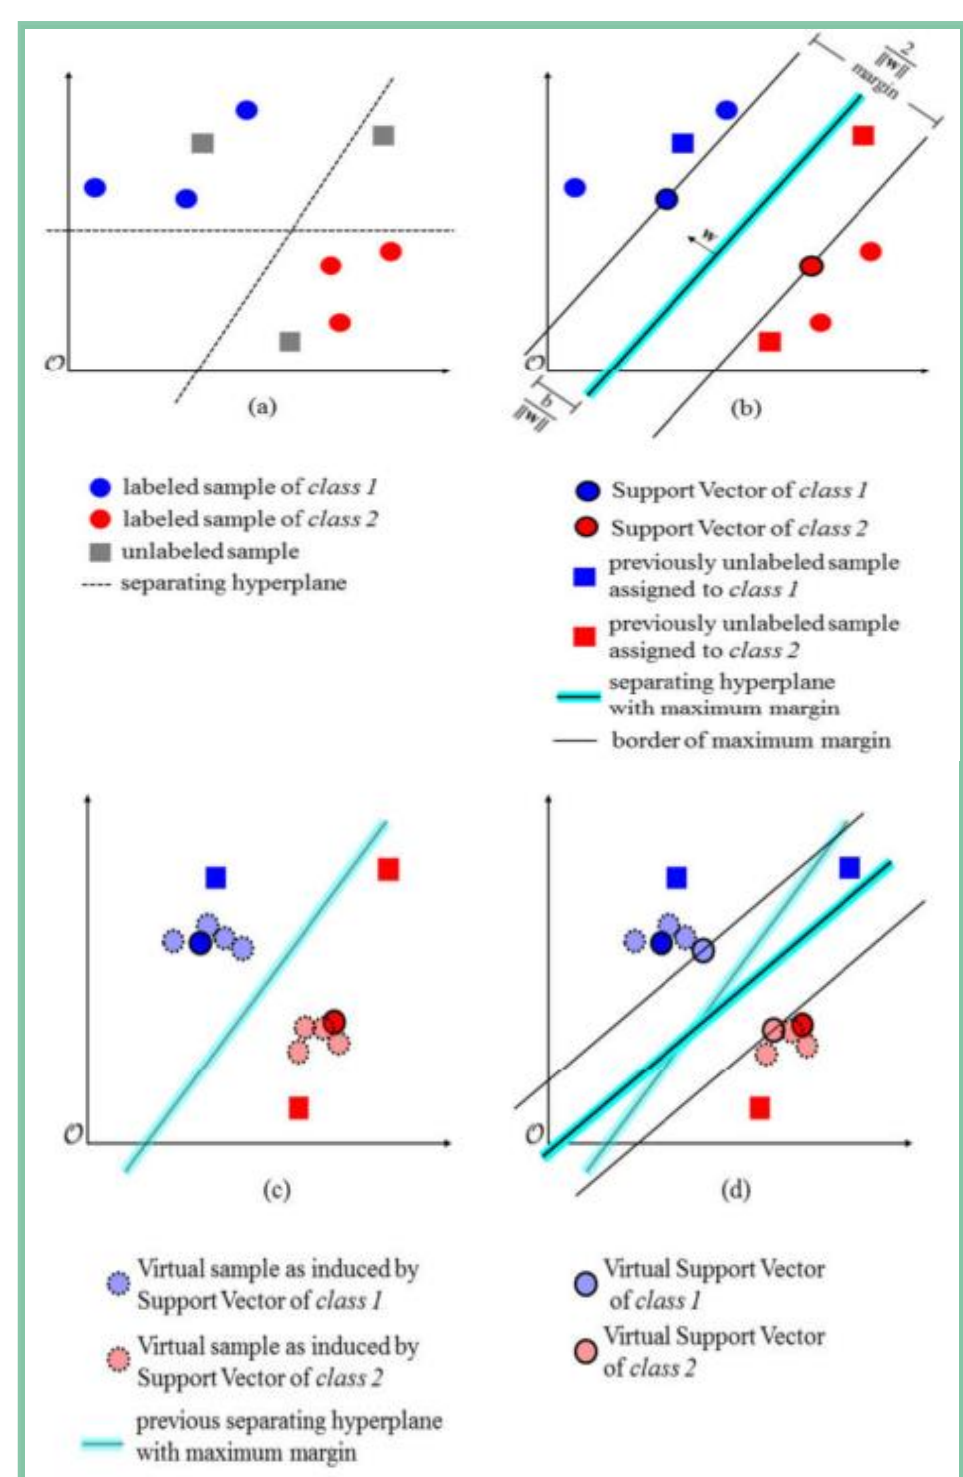 2
||w||
margin
w
O
O
b
||w||
(a)
(b)
labeled sample of class 1
labeled sample of class 2
unlabeled sample
separating hyperplane
Support Vector of class 1
Support Vector of class 2
previously unlabeled sample
assigned to class 1
previously unlabeled sample
assigned to class 2
separating hyperplane
with maximum margin
border of maximum margin
O
O
(c)
(d)
Virtual sample as induced by
Support Vector of class 1
Virtual sample as induced by
Support Vector of class 2
previous separating hyperplane
with maximum margin
Virtual Support Vector
of class 1
Virtual Support Vector
of class 2